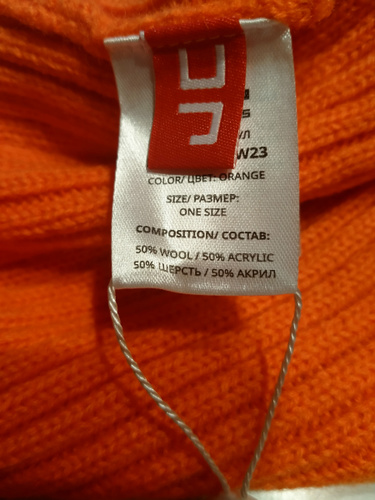 W23
COLOR/ ЦВЕТ: ORANGE
SIZE/ РАЗМЕР:
ONE SIZE
COMPOSITION/ СОСТАВ:
50% WOOL / 50% ACRYLIC
50% ШЕРСТЬ / 50% АКРИЛ